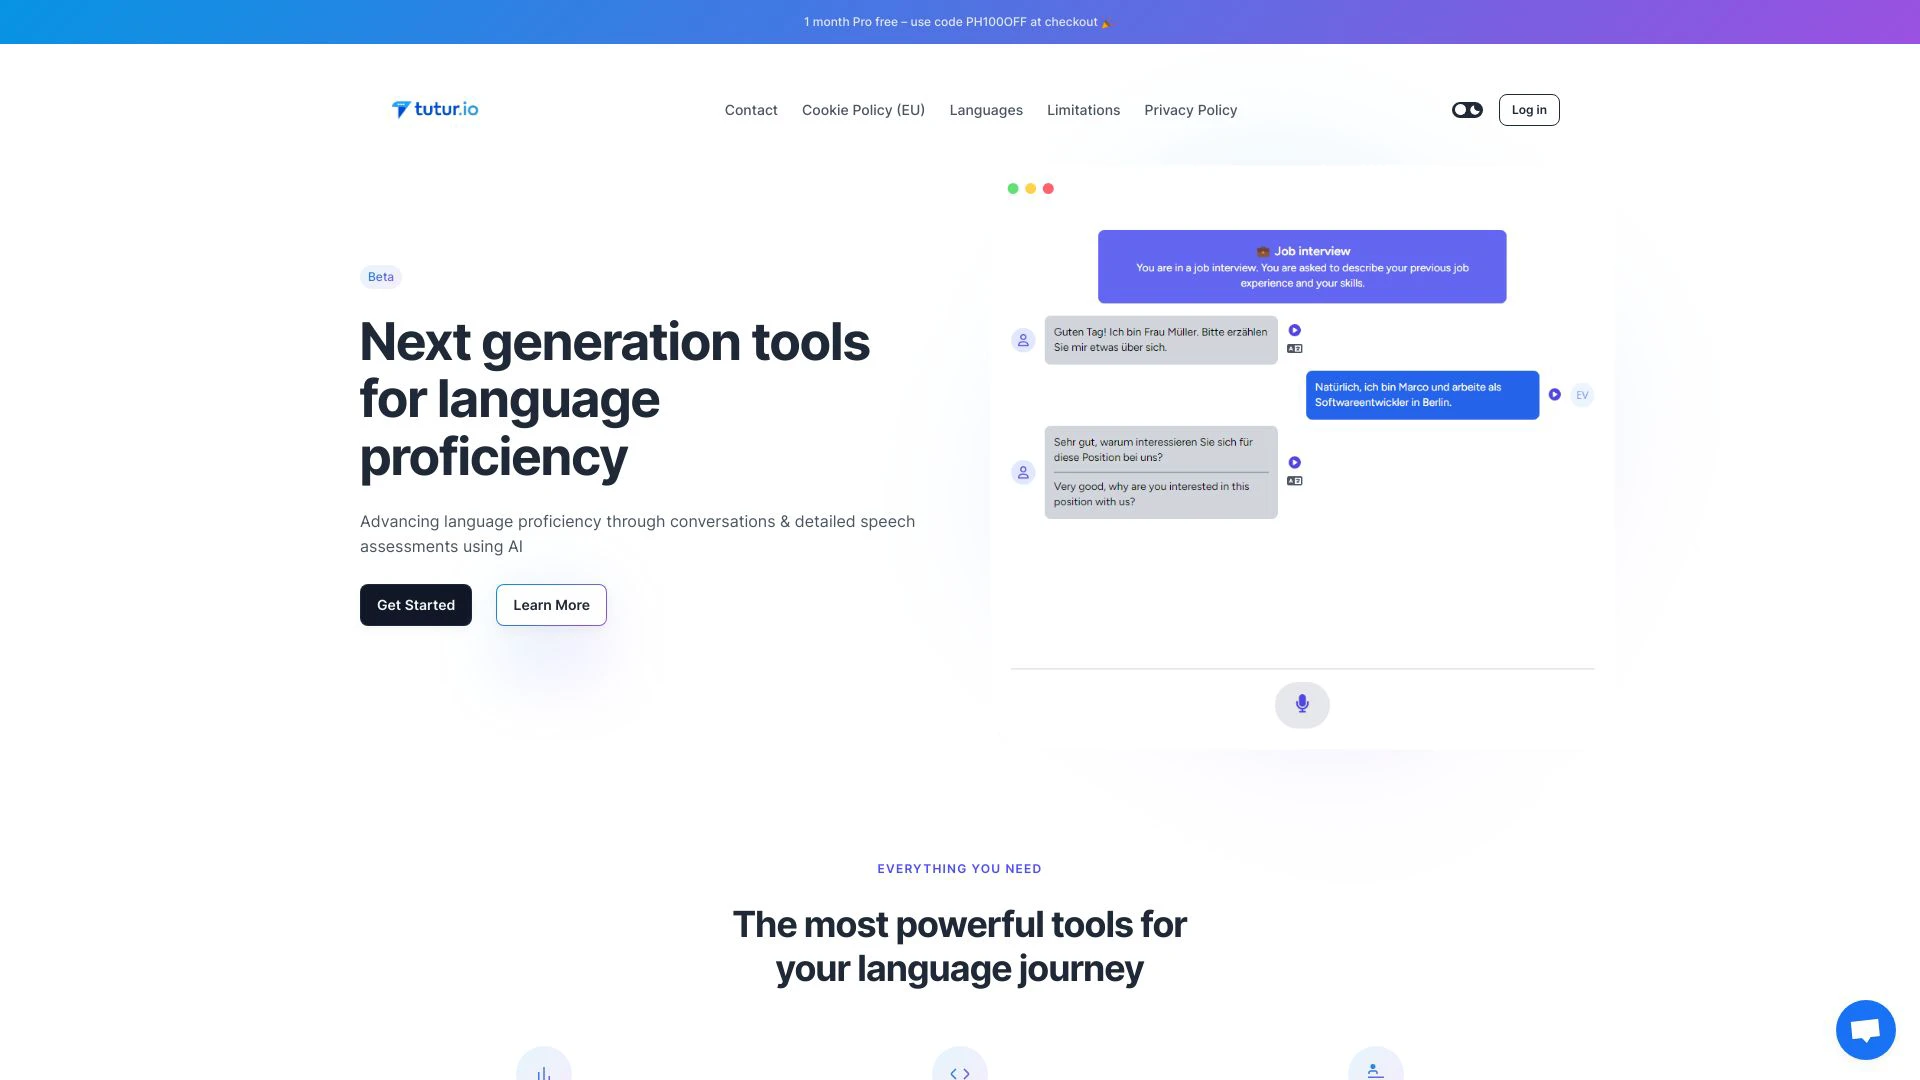 1 month Pro free – use code PH100OFF at checkout 🎉
tutur.io
Contact
Cookie Policy (EU)
Languages
Limitations
Privacy Policy
Log in
Beta
Next generation tools
for language
proficiency
Advancing language proficiency through conversations & detailed speech
assessments using AI
Get Started
Learn More
💼 Job interview
You are in a job interview. You are asked to describe your previous job
experience and your skills.
Guten Tag! Ich bin Frau Müller. Bitte erzählen
Sie mir etwas über sich.
Natürlich, ich bin Marco und arbeite als
Softwareentwickler in Berlin.
EV
Sehr gut, warum interessieren Sie sich für
diese Position bei uns?
Very good, why are you interested in this
position with us?
EVERYTHING YOU NEED
The most powerful tools for
your language journey